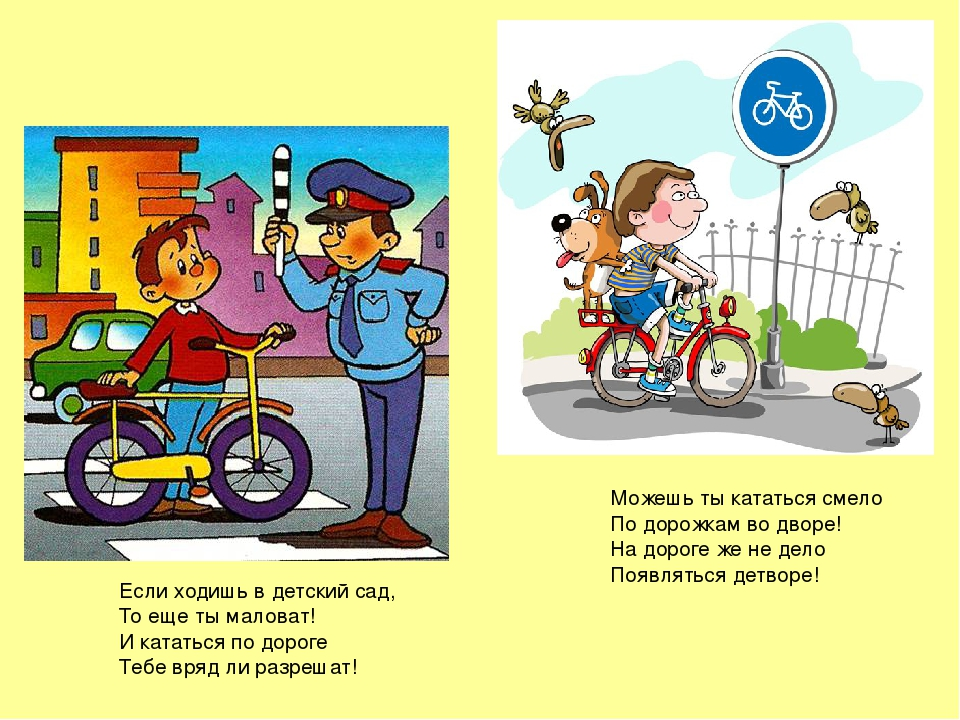 Если ходишь в детский сад,
То еще ты маловат!
И кататься по дороге
Тебе вряд ли разрешат!
Можешь ты кататься смело
По дорожкам во дворе!
На дороге же не дело
Появляться детворе!